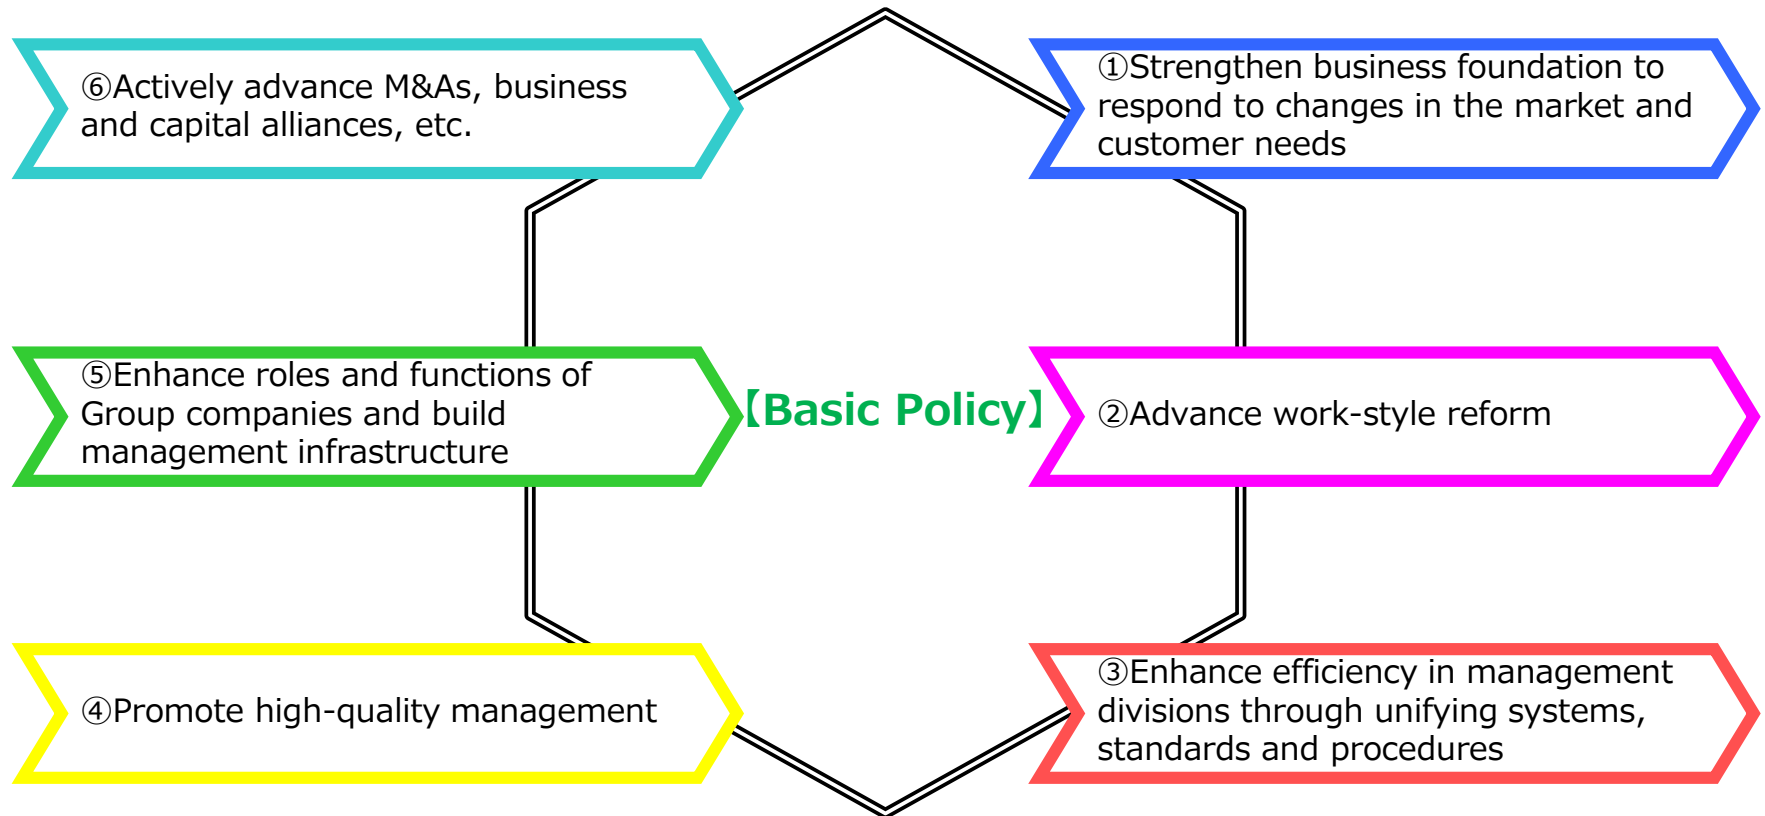 ⑥Actively advance M&As, business
and capital alliances, etc.
①Strengthen business foundation to
respond to changes in the market and
customer needs
⑤Enhance roles and functions of
Group companies and build
management infrastructure
【Basic Policy】
②Advance work-style reform
④Promote high-quality management
③Enhance efficiency in management
divisions through unifying systems,
standards and procedures